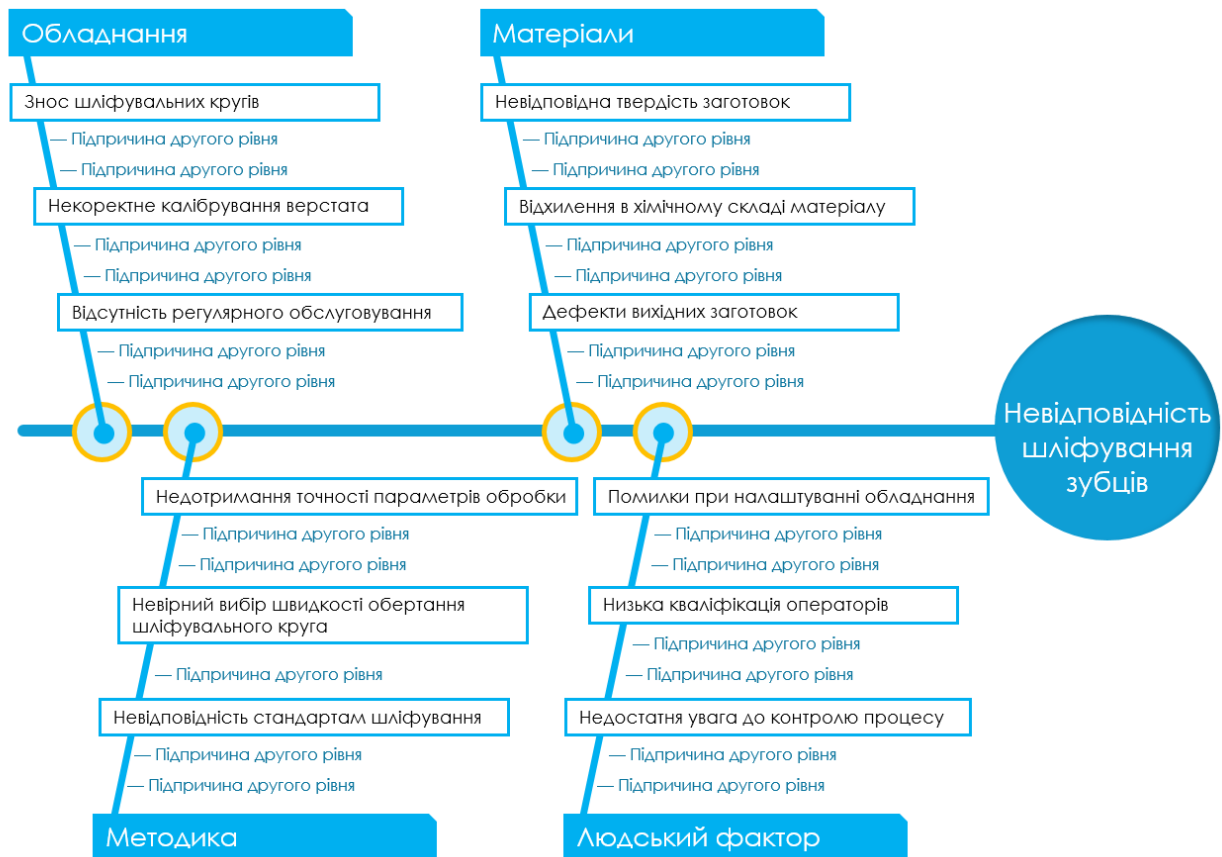 Обладнання
Знос шліфувальних кругів
— Підпричина другого рівня
— Підпричина другого рівня
Некоректне калібрування верстата
— Підпричина другого рівня
— Підпричина другого рівня
Відсутність регулярного обслуговування
— Підпричина другого рівня
— Підпричина другого рівня
Матеріали
Невідповідна твердість заготовок
— Підпричина другого рівня
— Підпричина другого рівня
Відхилення в хімічному складі матеріалу
— Підпричина другого рівня
— Підпричина другого рівня
Дефекти вихідних заготовок
— Підпричина другого рівня
— Підпричина другого рівня
Невідповідність
шліфування
зубців
Недотримання точності параметрів обробки
— Підпричина другого рівня
— Підпричина другого рівня
Невірний вибір швидкості обертання
шліфувального круга
— Підпричина другого рівня
Невідповідність стандартам шліфування
— Підпричина другого рівня
— Підпричина другого рівня
Методика
Помилки при налаштуванні обладнання
— Підпричина другого рівня
— Підпричина другого рівня
Низька кваліфікація операторів
— Підпричина другого рівня
— Підпричина другого рівня
Недостатня увага до контролю процесу
— Підпричина другого рівня
— Підпричина другого рівня
Людський фактор